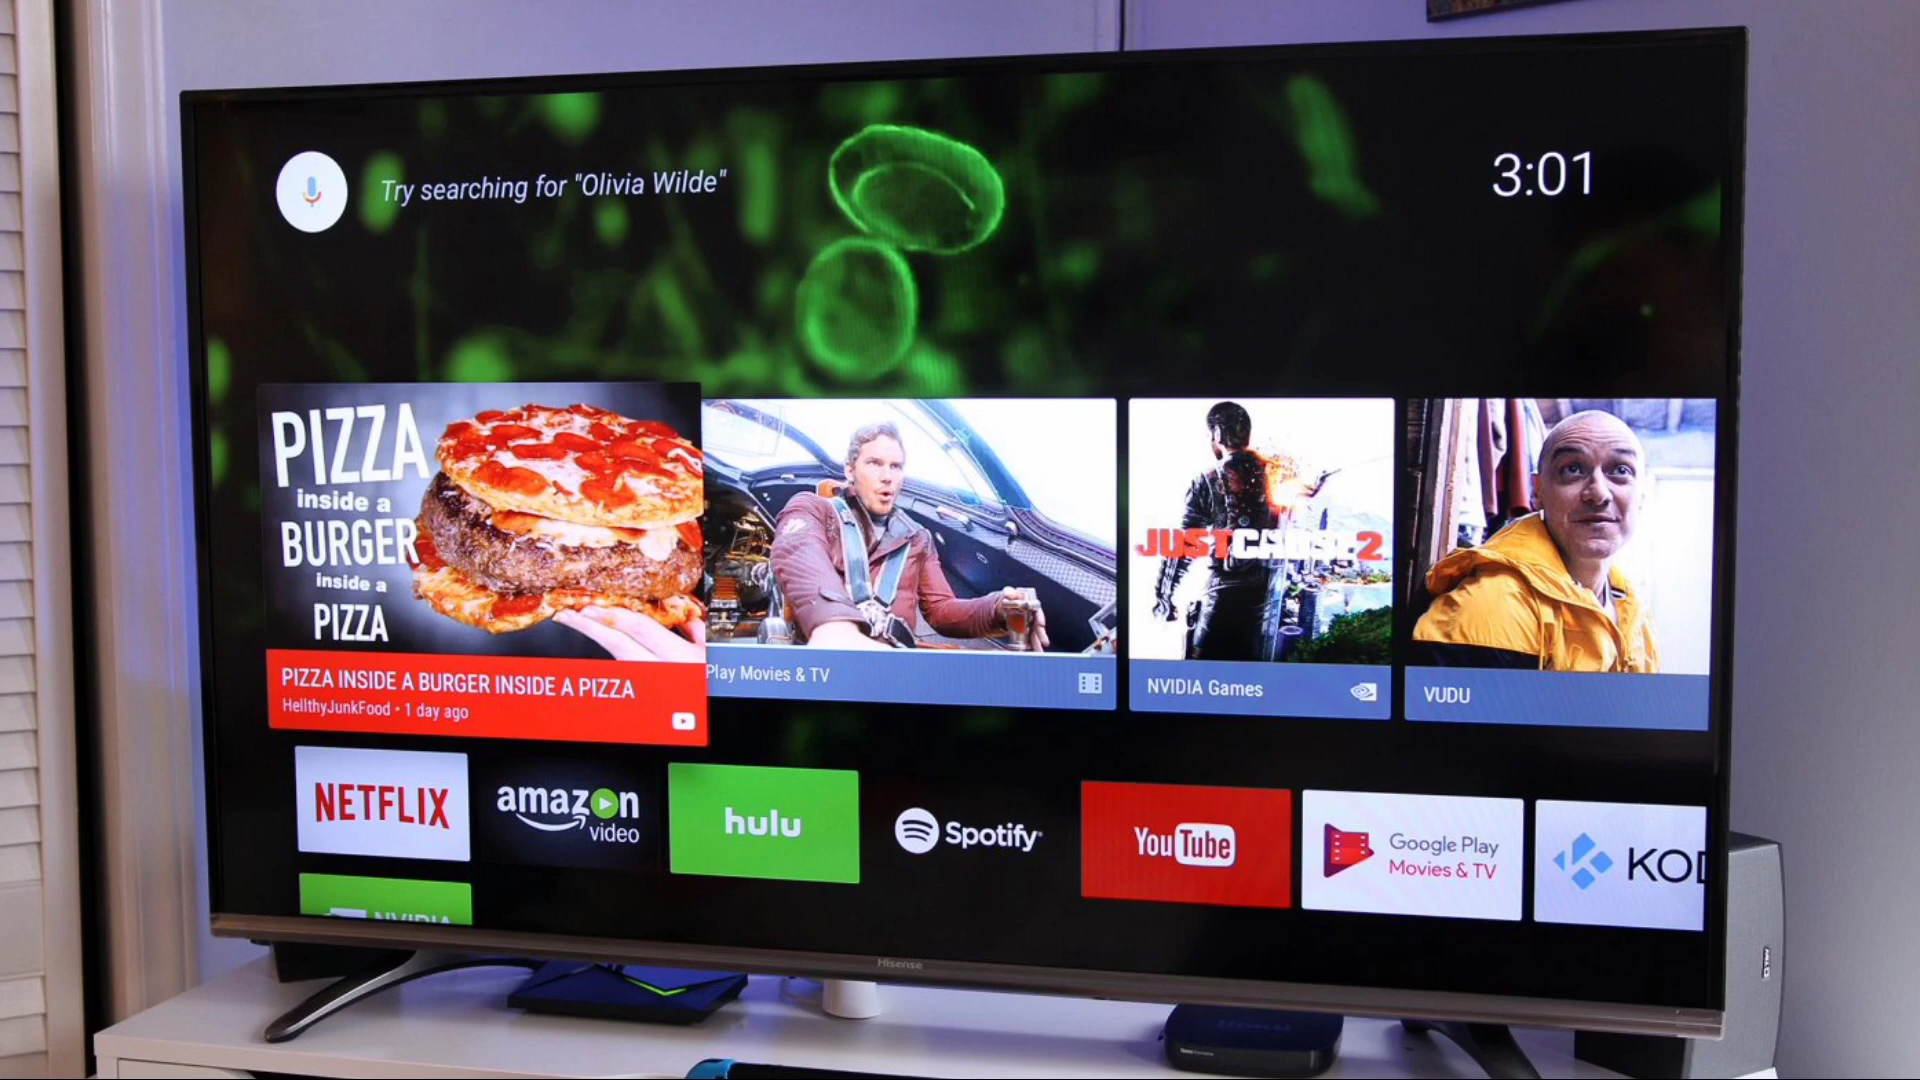 Try searching for "Olivia Wilde"
3:01
PIZZA
inside a
BURGER
inside a
PIZZA
PIZZA INSIDE A BURGER INSIDE A PIZZA
HellthyJunkFood • 1 day ago
Play Movies & TV
JUST CAUSE 2
NVIDIA Games
VUDU
NETFLIX
amazon
video
hulu
Spotify
YouTube
Google Play
Movies & TV
KOD
NVIDIA
Hisense
ROKU